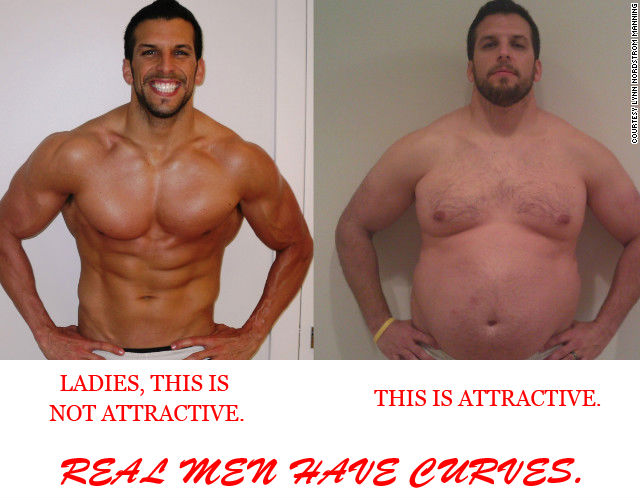 COURTESY LYNN NORDSTROM MANNING
LADIES, THIS IS
NOT ATTRACTIVE.
THIS IS ATTRACTIVE.
REAL MEN HAVE CURVES.